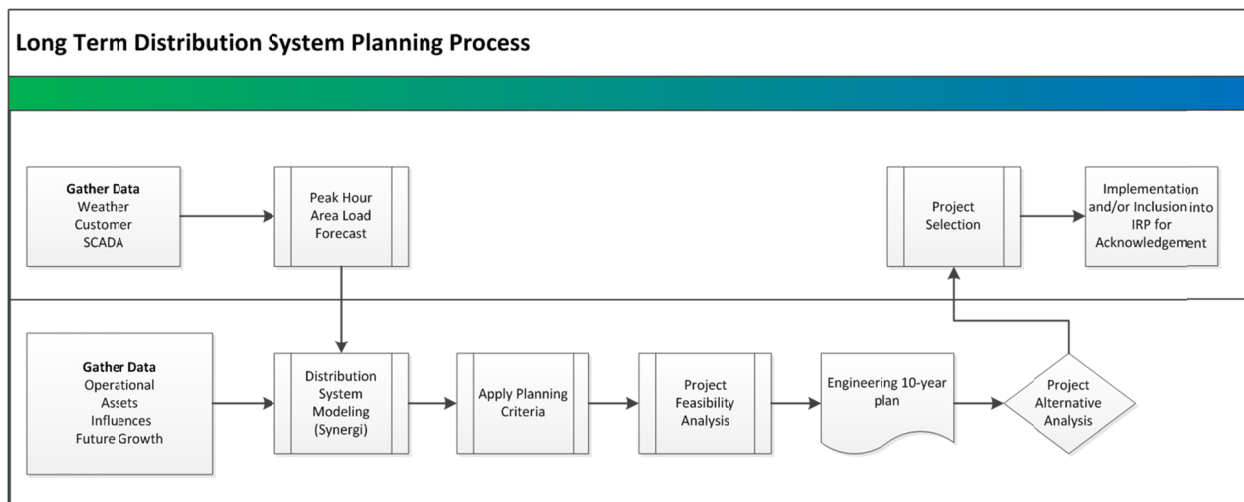 Long Term Distribution System Planning Process
Gather Data
Weather
Customer
SCADA
Peak Hour
Area Load
Forecast
Project
Selection
Implementation
and/or Inclusion into
IRP for
Acknowledgement
Gather Data
Operational
Assets
Influences
Future Growth
Distribution
System
Modeling
(Synergi)
Apply Planning
Criteria
Project
Feasibility
Analysis
Engineering 10-year
plan
Project
Alternative
Analysis